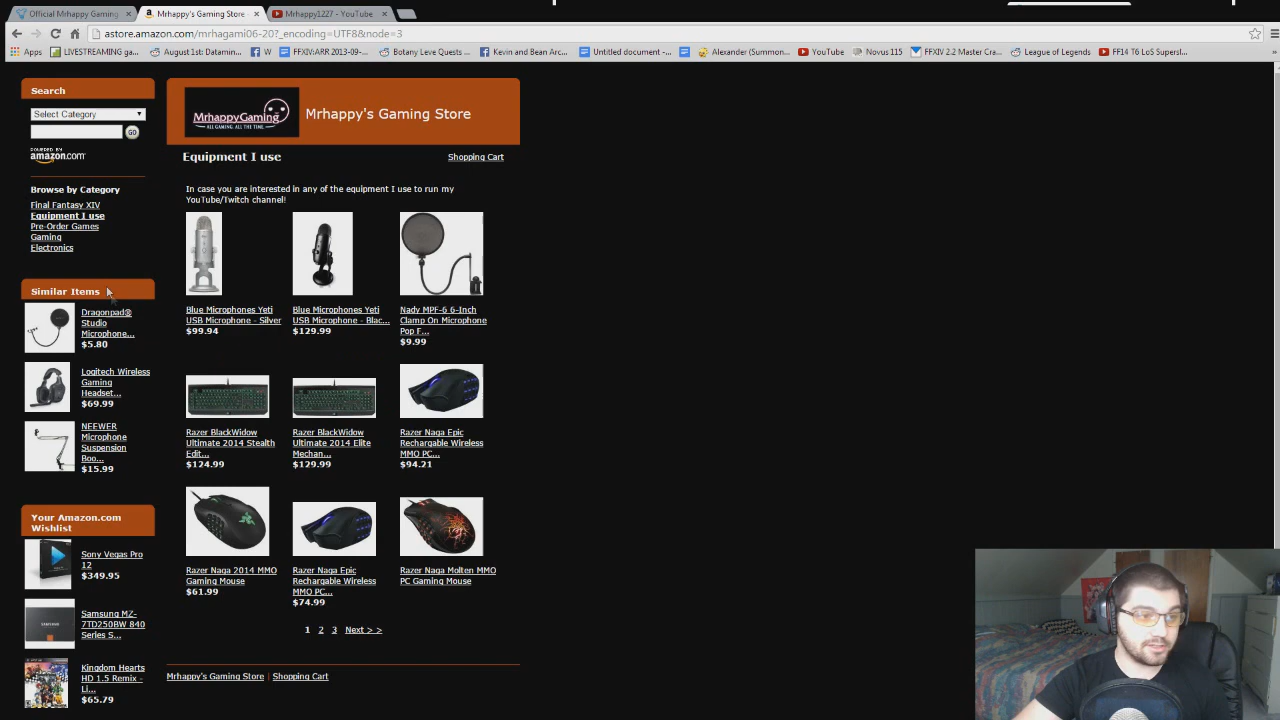 Official Mrhappy Gaming
Mrhappy's Gaming Store
Mrhappy1227 - YouTube
astore.amazon.com/mrhagami06-20?_encoding=UTF8&node=3
Apps
LIVESTREAMING ga...
August 1st: Datamin...
W
FFXIV:ARR 2013-09-...
Botany Leve Quests ...
Kevin and Bean Arc...
Untitled document -...
Alexander (Summon...
YouTube
Novus 115
FFXIV 2.2 Master Cra...
League of Legends
FF14 T6 LoS Supersl...
Search
Select Category
GO
POWERED BY
amazon.com
Browse by Category
Final Fantasy XIV
Equipment I use
Pre-Order Games
Gaming
Electronics
Similar Items
Dragonpad®
Studio
Microphone...
$5.80
Logitech Wireless
Gaming
Headset...
$69.99
NEEWER
Microphone
Suspension
Boo...
$15.99
Your Amazon.com
Wishlist
Sony Vegas Pro
12
$349.95
Samsung MZ-
7TD250BW 840
Series S...
Kingdom Hearts
HD 1.5 Remix -
Li...
$65.79
MrhappyGaming
ALL GAMING. ALL THE TIME.
Mrhappy's Gaming Store
Equipment I use
Shopping Cart
In case you are interested in any of the equipment I use to run my
YouTube/Twitch channel!
Blue Microphones Yeti
USB Microphone - Silver
$99.94
Blue Microphones Yeti
USB Microphone - Blac...
$129.99
Nady MPF-6 6-Inch
Clamp On Microphone
Pop F...
$9.99
Razer BlackWidow
Ultimate 2014 Stealth
Edit...
$124.99
Razer BlackWidow
Ultimate 2014 Elite
Mechan...
$129.99
Razer Naga Epic
Rechargable Wireless
MMO PC...
$94.21
Razer Naga 2014 MMO
Gaming Mouse
$61.99
Razer Naga Epic
Rechargable Wireless
MMO PC...
$74.99
Razer Naga Molten MMO
PC Gaming Mouse
1 2 3 Next > >
Mrhappy's Gaming Store | Shopping Cart